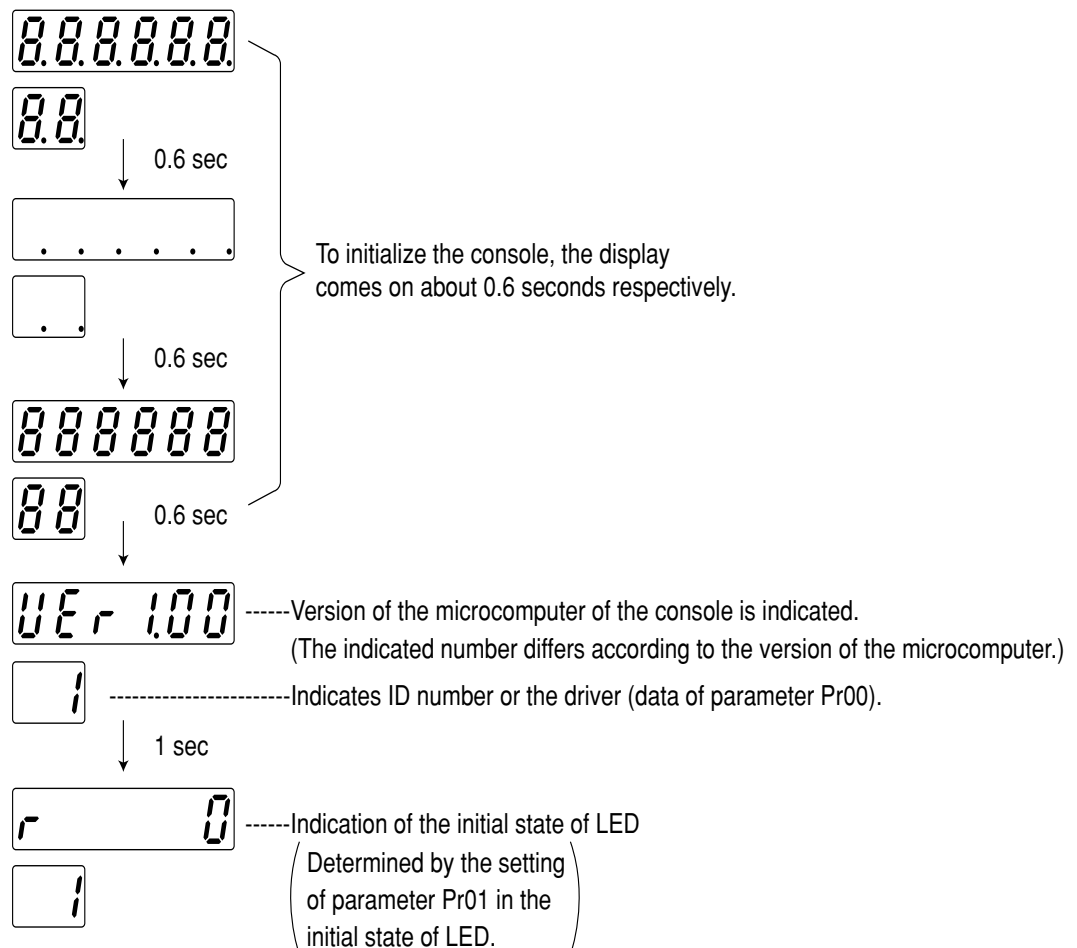 8.8.8.8.8.8.
8.8.
0.6 sec
. . . . . .
. .
To initialize the console, the display
comes on about 0.6 seconds respectively.
0.6 sec
888888
88
0.6 sec
UEr 1.00 ------Version of the microcomputer of the console is indicated.
(The indicated number differs according to the version of the microcomputer.)
1 -----------------------Indicates ID number or the driver (data of parameter Pr00).
1 sec
r 0 ------Indication of the initial state of LED
Determined by the setting
1 of parameter Pr01 in the
initial state of LED.